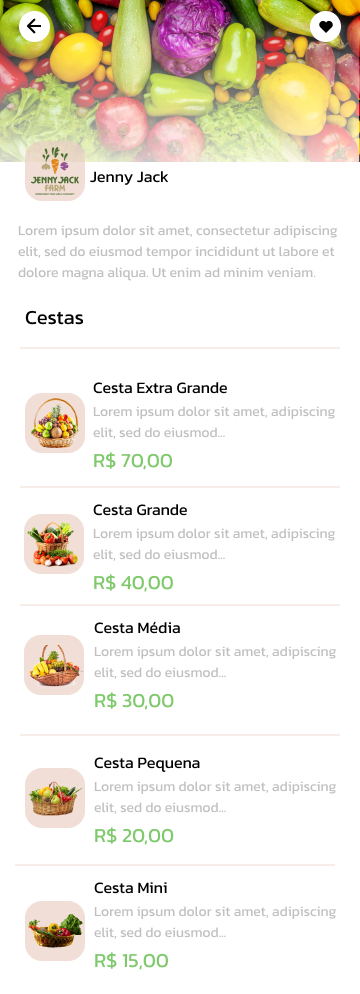 JENNY JACK
FARM
Jenny Jack
Lorem ipsum dolor sit amet, consectetur adipiscing
elit, sed do eiusmod tempor incididunt ut labore et
dolore magna aliqua. Ut enim ad minim veniam.
Cestas
Cesta Extra Grande
Lorem ipsum dolor sit amet, adipiscing
elit, sed do eiusmod...
R$ 70,00
Cesta Grande
Lorem ipsum dolor sit amet, adipiscing
elit, sed do eiusmod...
R$ 40,00
Cesta Média
Lorem ipsum dolor sit amet, adipiscing
elit, sed do eiusmod...
R$ 30,00
Cesta Pequena
Lorem ipsum dolor sit amet, adipiscing
elit, sed do eiusmod...
R$ 20,00
Cesta Mini
Lorem ipsum dolor sit amet, adipiscing
elit, sed do eiusmod...
R$ 15,00